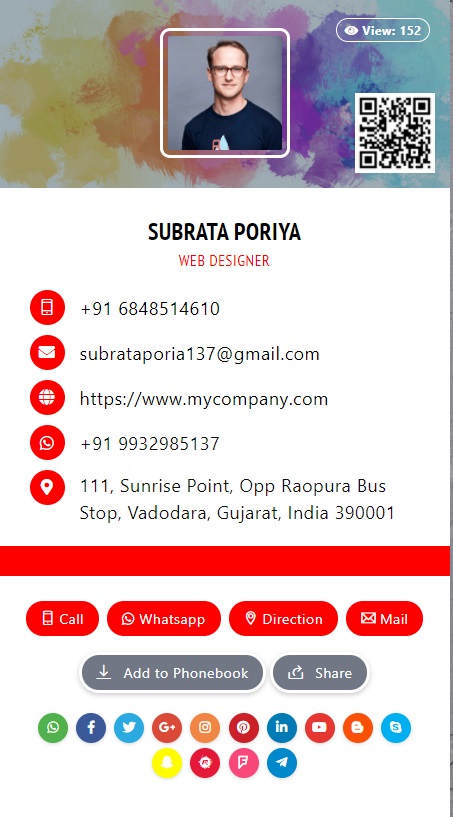 View: 152
SUBRATA PORIYA
WEB DESIGNER
+91 6848514610
subrataporia137@gmail.com
https://www.mycompany.com
+91 9932985137
111, Sunrise Point, Opp Raopura Bus
Stop, Vadodara, Gujarat, India 390001
Call Whatsapp Direction Mail
Add to Phonebook Share